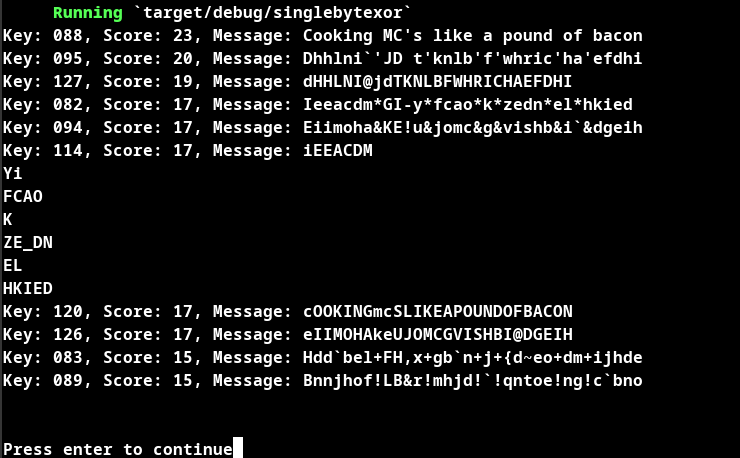 Running `target/debug/singlebytexor`
Key: 088, Score: 23, Message: Cooking MC's like a pound of bacon
Key: 095, Score: 20, Message: Dhhlni`'JD t'knlb'f'whric'ha'efdhi
Key: 127, Score: 19, Message: dHHLNI@jdTKNLBFWHRICHAEFDHI
Key: 082, Score: 17, Message: Ieeacdm*GI-y*fcao*k*zedn*el*hkied
Key: 094, Score: 17, Message: Eiimoha&KE!u&jomc&g&vishb&i`&dgeih
Key: 114, Score: 17, Message: iEEACDM
Yi
FCAO
K
ZE_DN
EL
HKIED
Key: 120, Score: 17, Message: cOOKINGmcSLIKEAPOUNDOFBACON
Key: 126, Score: 17, Message: eIIMOHAkeUJOMCGVISHBI@DGEIH
Key: 083, Score: 15, Message: Hdd`bel+FH,x+gb`n+j+{d~eo+dm+ijhde
Key: 089, Score: 15, Message: Bnnjhof!LB&r!mhjd!`!qntoe!ng!c`bno
Press enter to continue